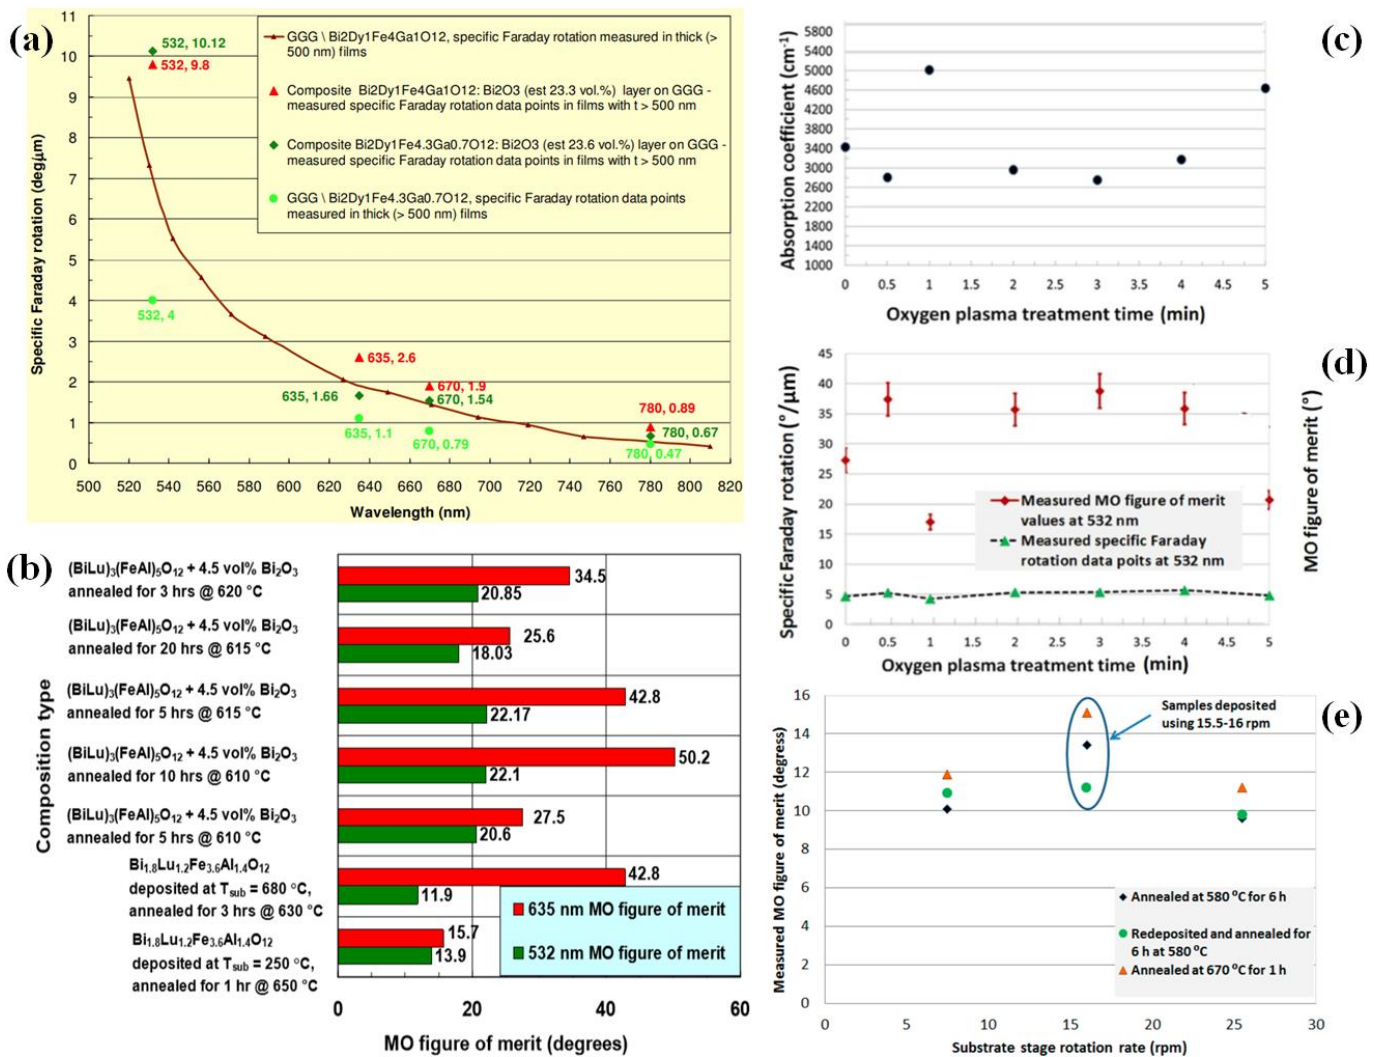 (a)
11
10
9
8
7
6
5
4
3
2
1
0
Specific Faraday rotation (degµm)
500 520 540 560 580 600 620 640 660 680 700 720 740 760 780 800 820
Wavelength (nm)
GGG \ Bi2Dy1Fe4Ga1O12, specific Faraday rotation measured in thick (>
500 nm) films
Composite Bi2Dy1Fe4Ga1O12: Bi2O3 (est 23.3 vol.%) layer on GGG -
measured specific Faraday rotation data points in films with t > 500 nm
Composite Bi2Dy1Fe4.3Ga0.7O12: Bi2O3 (est 23.6 vol.%) layer on GGG -
measured specific Faraday rotation data points in films with t > 500 nm
GGG \ Bi2Dy1Fe4.3Ga0.7O12, specific Faraday rotation data points
measured in thick (> 500 nm) films
532, 10.12
532, 9.8
532, 4
635, 2.6
635, 1.66
635, 1.1
670, 1.9
670, 1.54
670, 0.79
780, 0.89
780, 0.67
780, 0.47
(b)
Composition type
(BiLu)₃(FeAl)₅O₁₂ + 4.5 vol% Bi₂O₃
annealed for 3 hrs @ 620 °C
34.5
20.85
(BiLu)₃(FeAl)₅O₁₂ + 4.5 vol% Bi₂O₃
annealed for 20 hrs @ 615 °C
25.6
18.03
(BiLu)₃(FeAl)₅O₁₂ + 4.5 vol% Bi₂O₃
annealed for 5 hrs @ 615 °C
42.8
22.17
(BiLu)₃(FeAl)₅O₁₂ + 4.5 vol% Bi₂O₃
annealed for 10 hrs @ 610 °C
50.2
22.1
(BiLu)₃(FeAl)₅O₁₂ + 4.5 vol% Bi₂O₃
annealed for 5 hrs @ 610 °C
27.5
20.6
Bi₁.₈Lu₁.₂Fe₃.₆Al₁.₄O₁₂
deposited at Tsub = 680 °C,
annealed for 3 hrs @ 630 °C
42.8
11.9
Bi₁.₈Lu₁.₂Fe₃.₆Al₁.₄O₁₂
deposited at Tsub = 250 °C,
annealed for 1 hr @ 650 °C
15.7
13.9
635 nm MO figure of merit
532 nm MO figure of merit
0 20 40 60
MO figure of merit (degrees)
(c)
Absorption coefficient (cm⁻¹)
5800
5400
5000
4600
4200
3800
3400
3000
2600
2200
1800
1400
1000
0 0.5 1 2 3 4 5
Oxygen plasma treatment time (min)
(d)
Specific Faraday rotation (°/µm)
MO figure of merit (°)
45
40
35
30
25
20
15
10
5
0
Measured MO figure of merit
values at 532 nm
Measured specific Faraday
rotation data poits at 532 nm
0 0.5 1 2 3 4 5
Oxygen plasma treatment time (min)
(e)
Measured MO figure of merit (degrees)
16
14
12
10
8
6
4
2
0
Samples deposited
using 15.5-16 rpm
Annealed at 580 ⁰C for 6 h
Redeposited and annealed for
6 h at 580⁰C
Annealed at 670 ⁰C for 1 h
0 5 10 15 20 25 30
Substrate stage rotation rate (rpm)